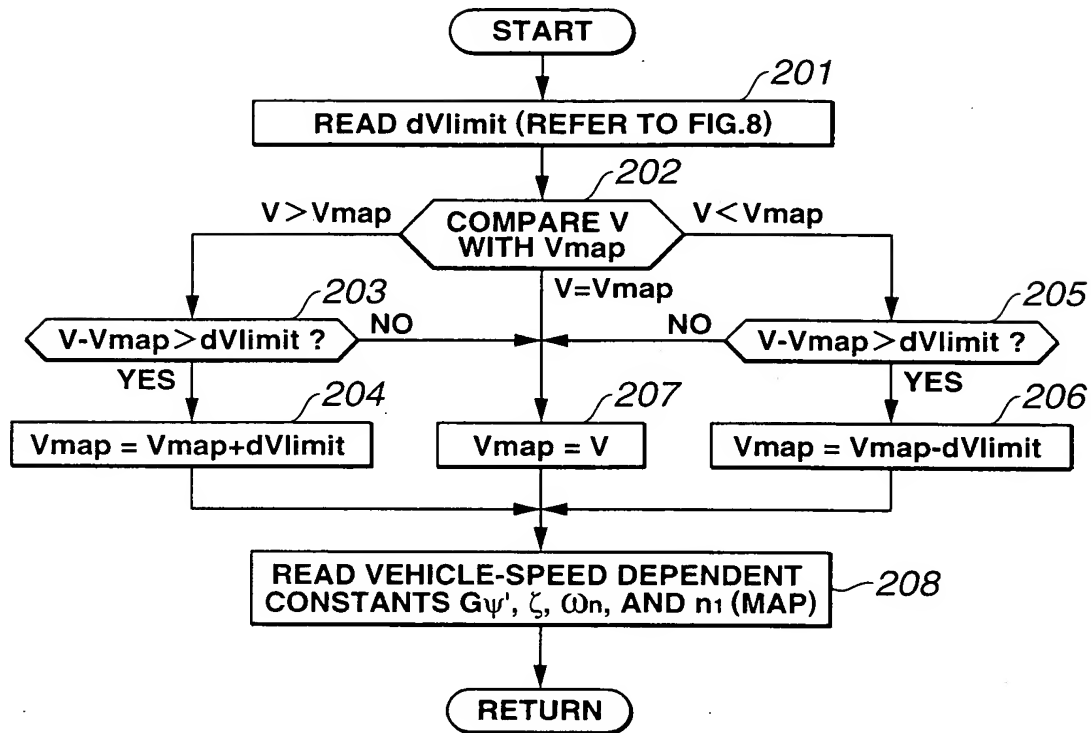 START
201
READ dVlimit (REFER TO FIG.8)
202
V>Vmap
COMPARE V
WITH Vmap
V<Vmap
V=Vmap
203
V-Vmap>dVlimit ?
NO
YES
205
NO
V-Vmap>dVlimit ?
YES
204
Vmap = Vmap+dVlimit
207
Vmap = V
206
Vmap = Vmap-dVlimit
READ VEHICLE-SPEED DEPENDENT
CONSTANTS Gψ', ζ, ωn, AND n1 (MAP)
208
RETURN